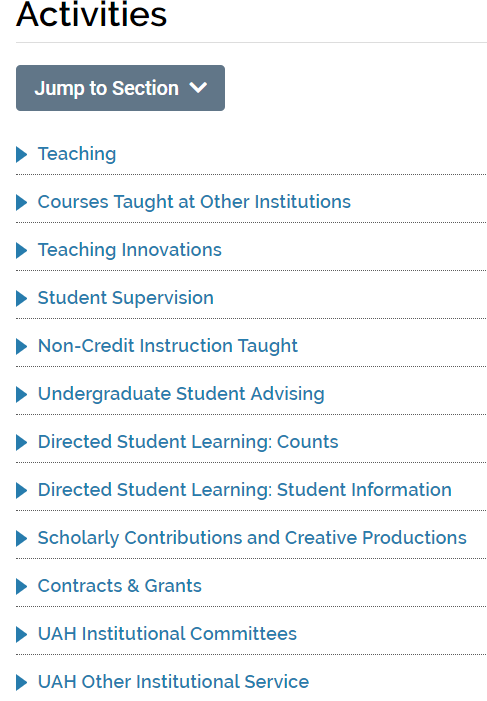 Activities
Jump to Section
Teaching
Courses Taught at Other Institutions
Teaching Innovations
Student Supervision
Non-Credit Instruction Taught
Undergraduate Student Advising
Directed Student Learning: Counts
Directed Student Learning: Student Information
Scholarly Contributions and Creative Productions
Contracts & Grants
UAH Institutional Committees
UAH Other Institutional Service